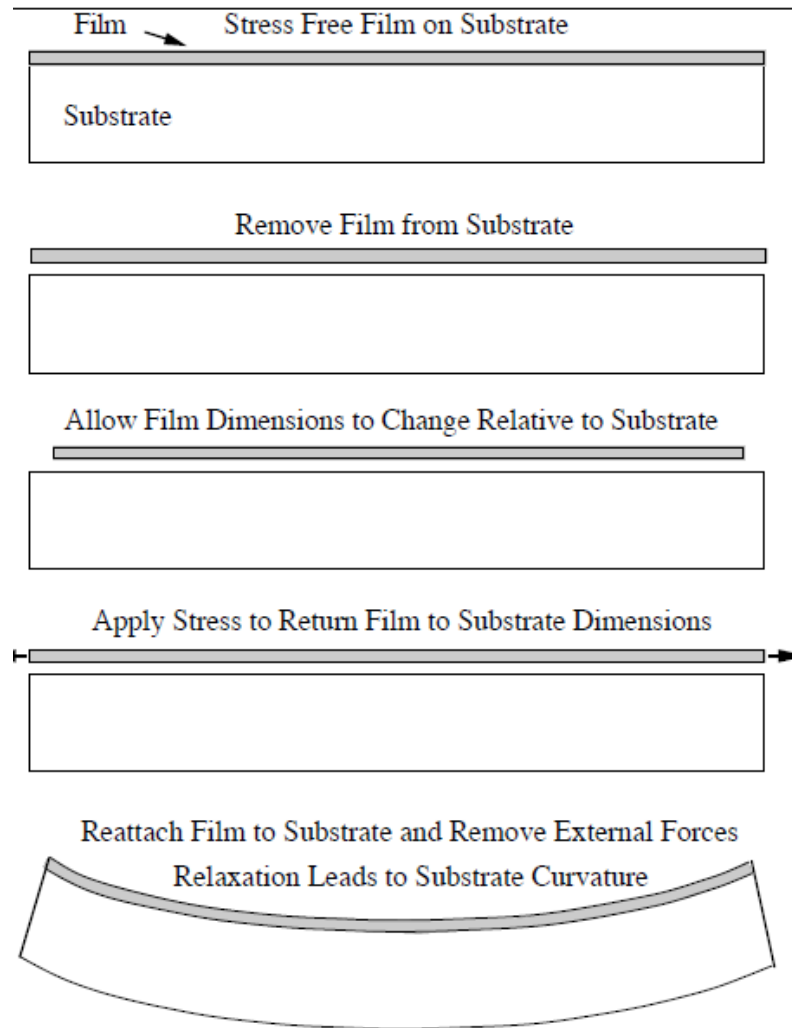 Film Stress Free Film on Substrate
Substrate
Remove Film from Substrate
Allow Film Dimensions to Change Relative to Substrate
Apply Stress to Return Film to Substrate Dimensions
Reattach Film to Substrate and Remove External Forces
Relaxation Leads to Substrate Curvature